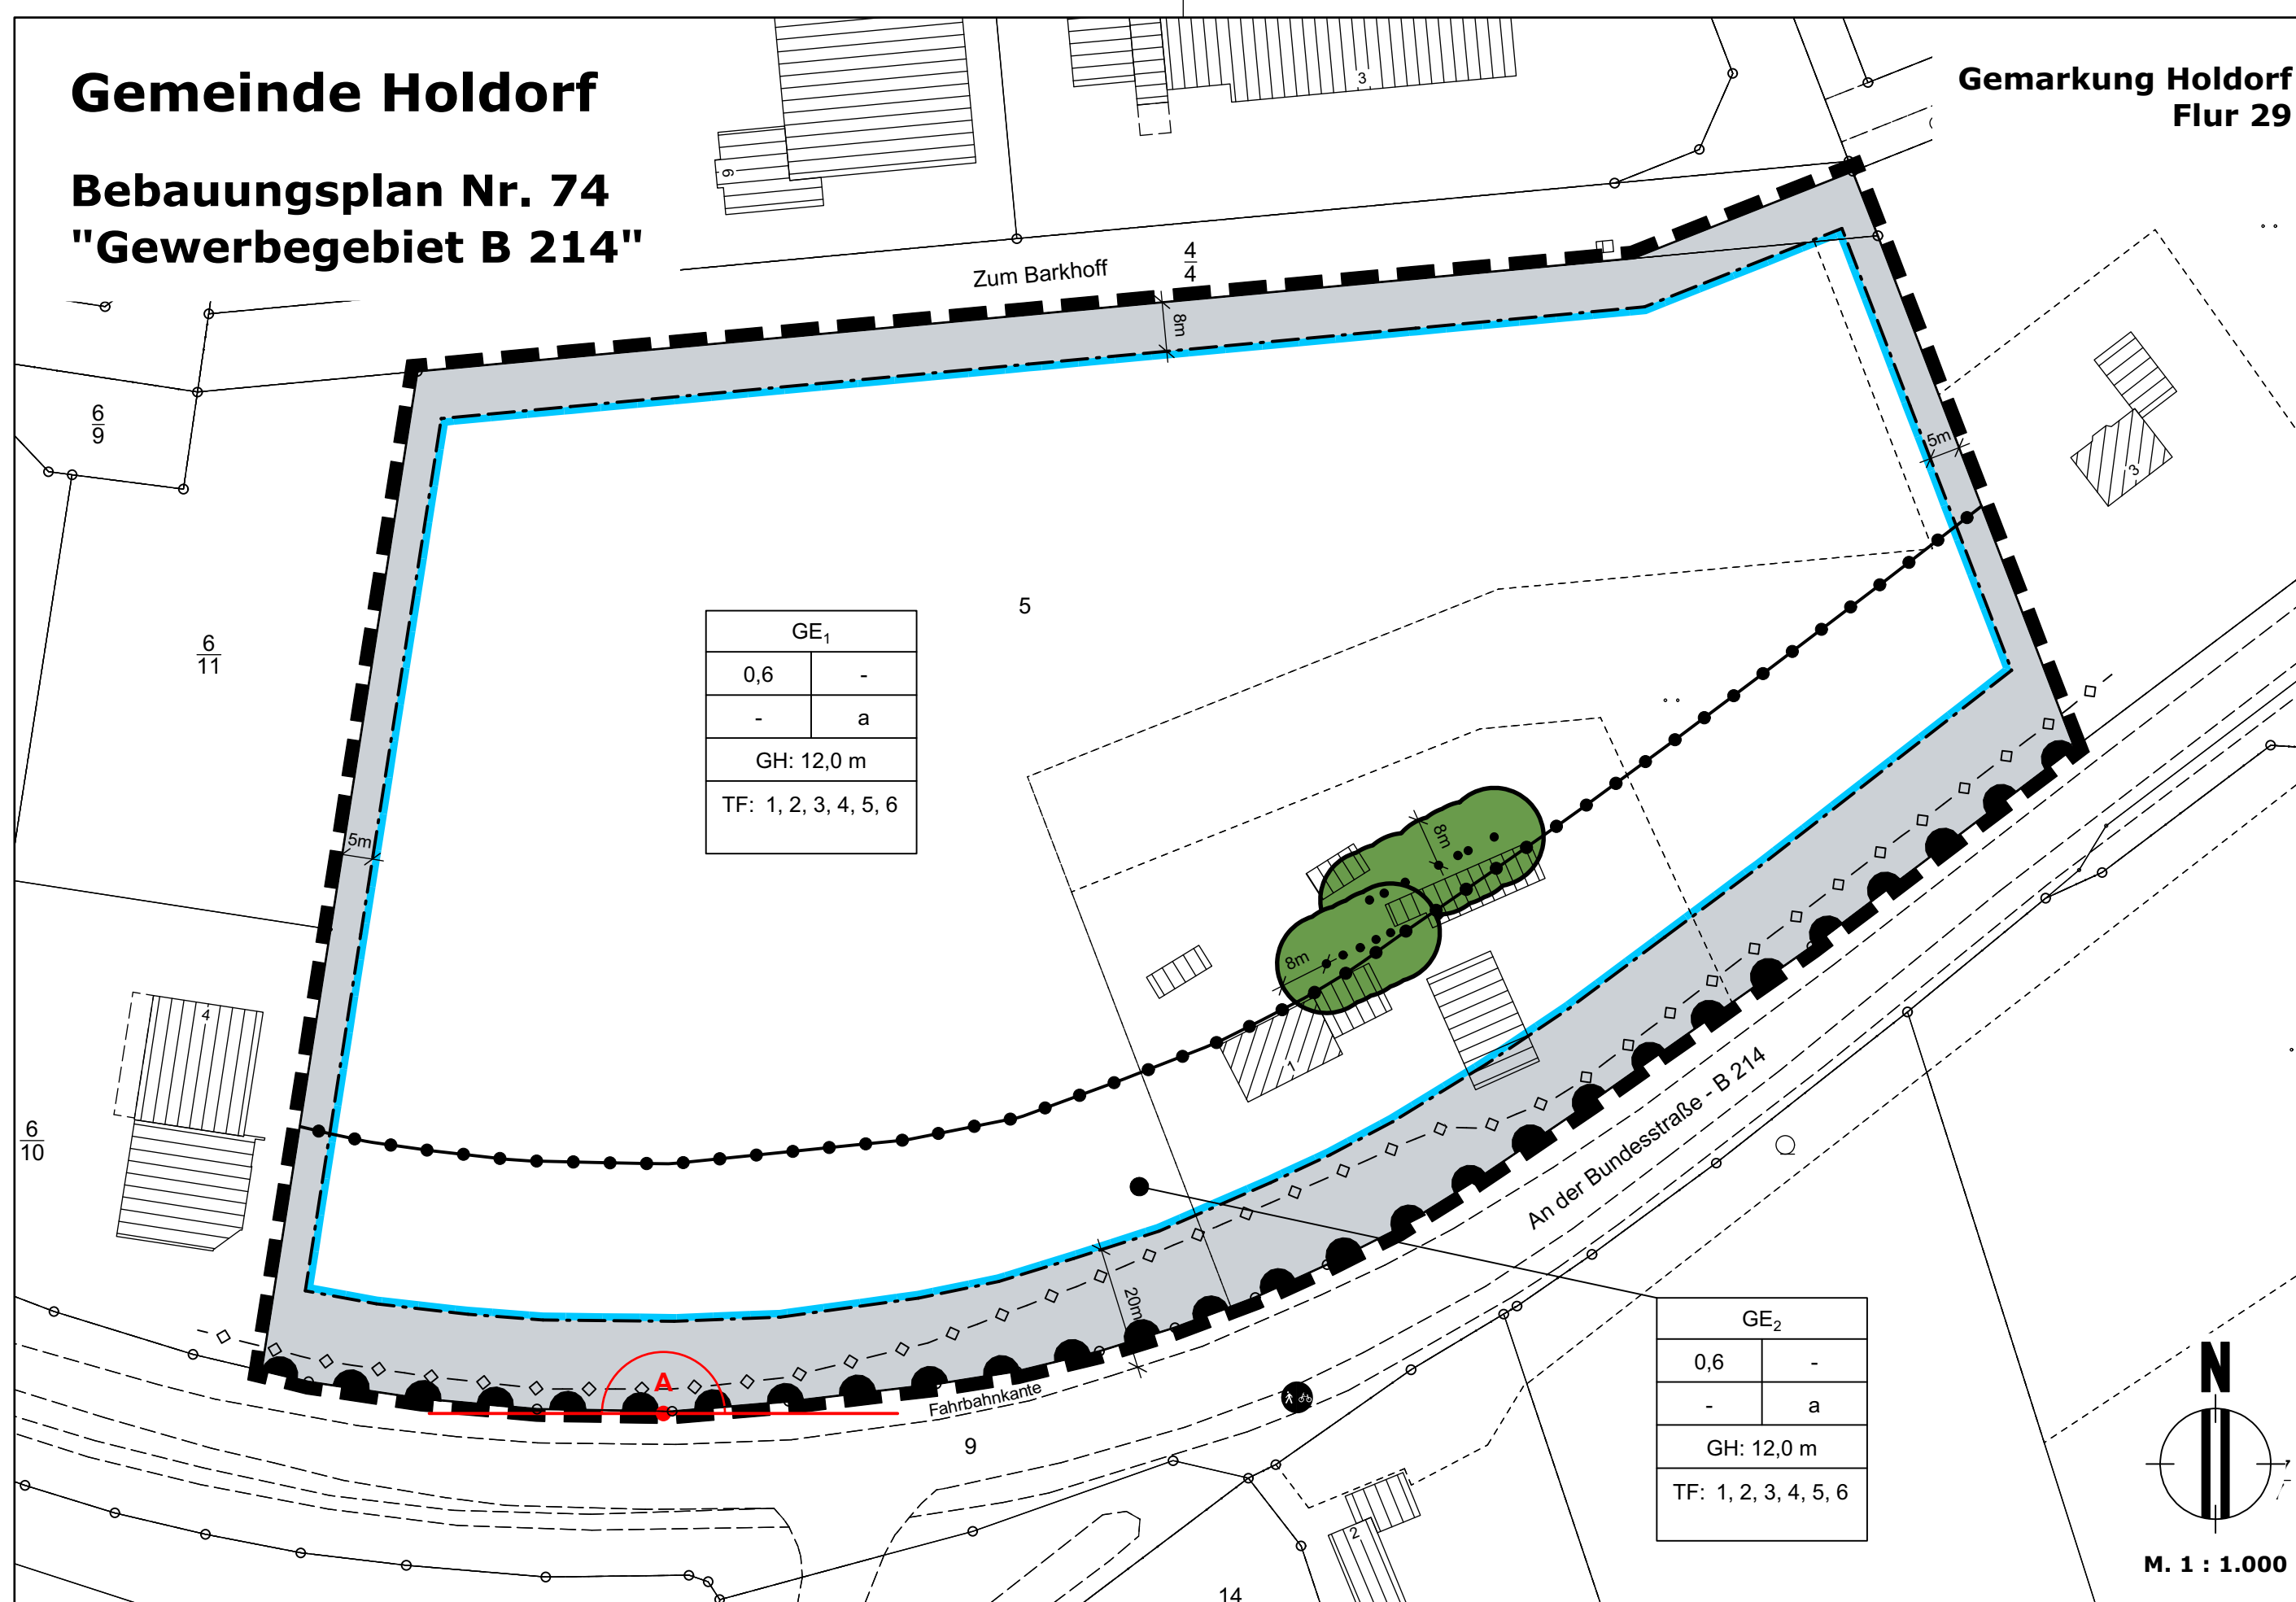 Gemeinde Holdorf
Bebauungsplan Nr. 74
"Gewerbegebiet B 214"
Gemarkung Holdorf
Flur 29
3
6
Zum Barkhoff
4
4
8m
6
9
5m
3
6
11
5
GE1
0,6 -
- a
GH: 12,0 m
TF: 1, 2, 3, 4, 5, 6
5m
8m
8m
4
1
6
10
An der Bundesstraße - B 214
20m
A
Fahrbahnkante
9
GE2
0,6 -
- a
GH: 12,0 m
TF: 1, 2, 3, 4, 5, 6
2
14
N
M. 1 : 1.000